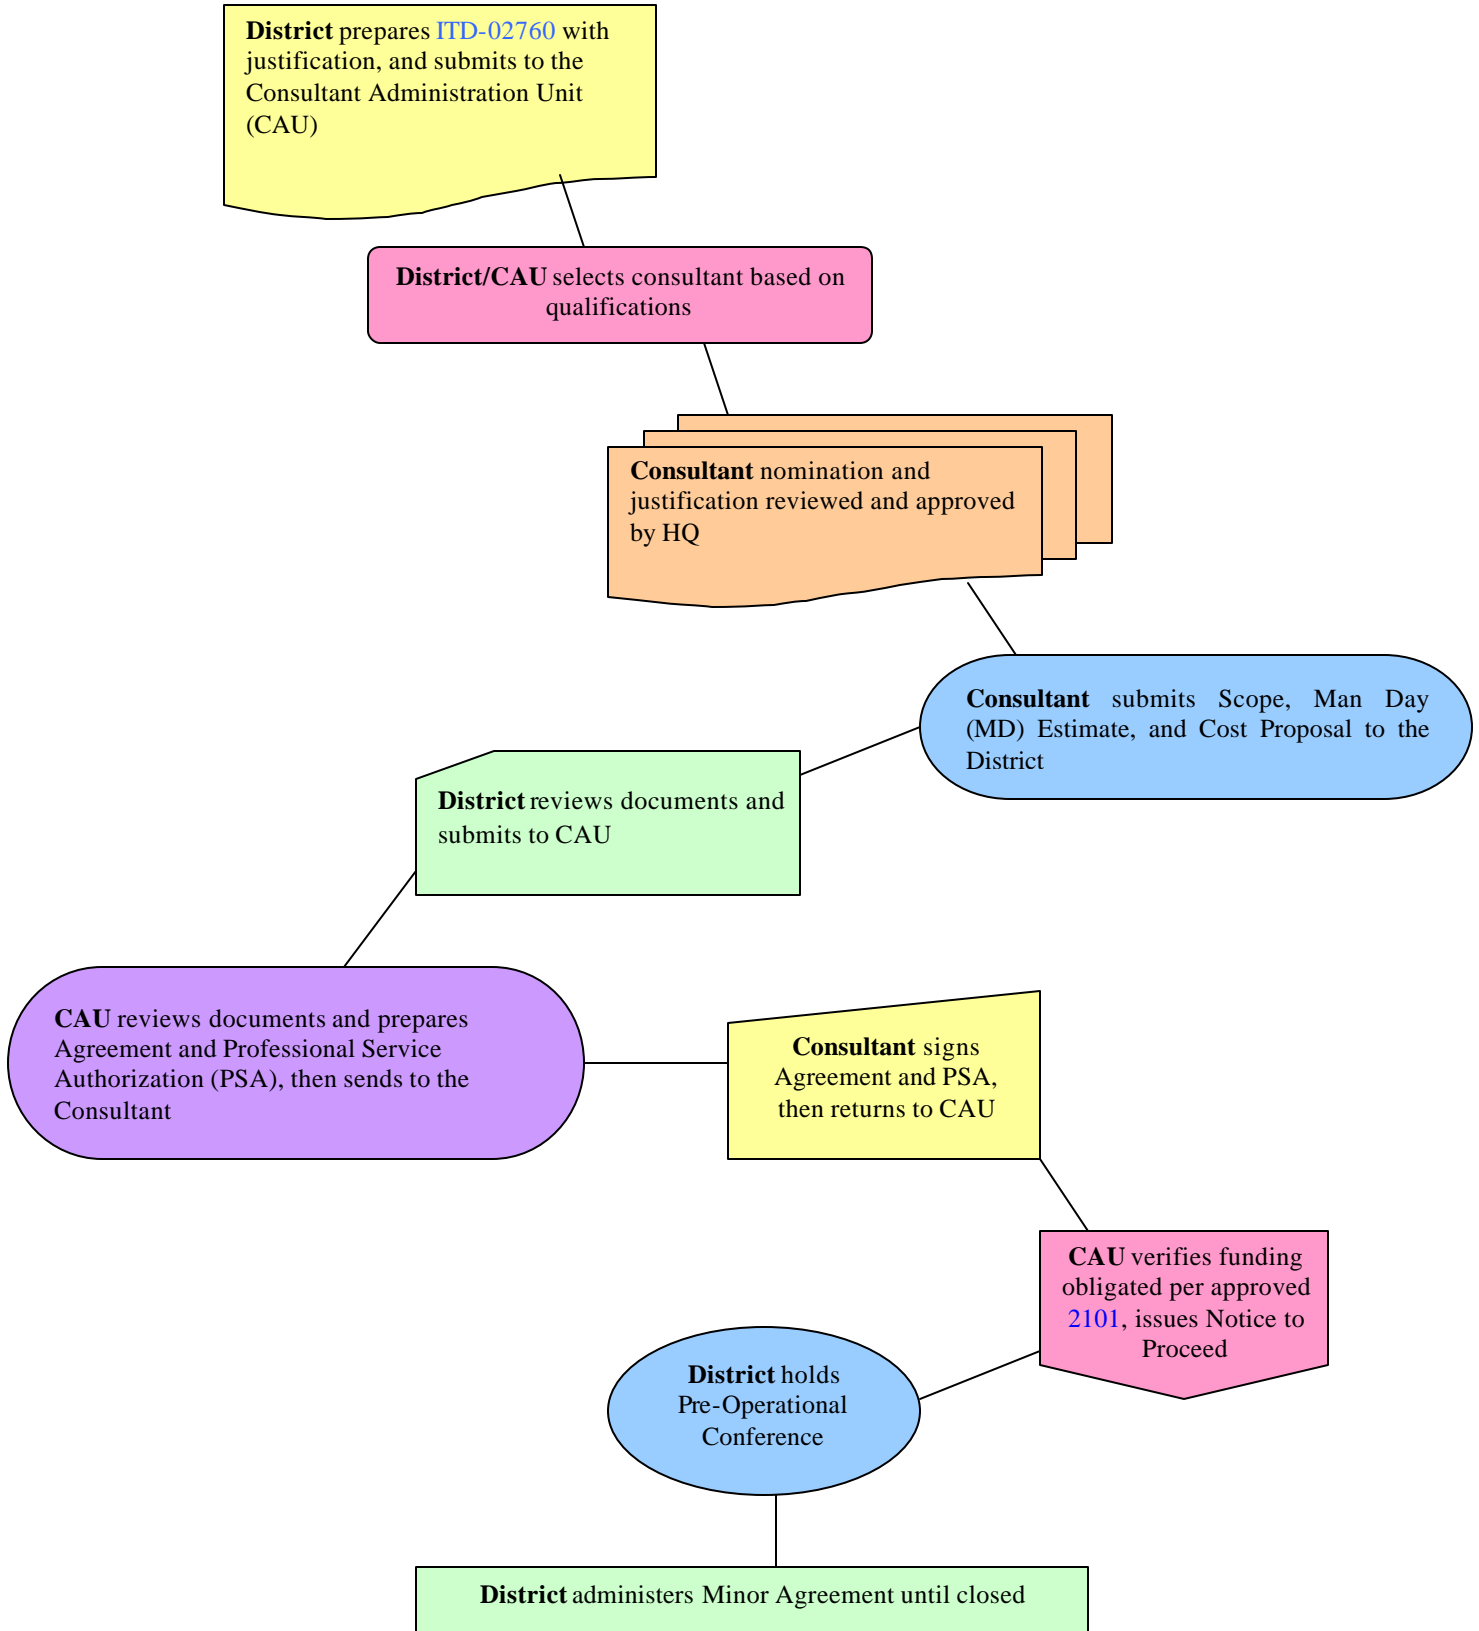 District prepares ITD-02760 with
justification, and submits to the
Consultant Administration Unit
(CAU)
District/CAU selects consultant based on
qualifications
Consultant nomination and
justification reviewed and approved
by HQ
Consultant submits Scope, Man Day
(MD) Estimate, and Cost Proposal to the
District
District reviews documents and
submits to CAU
CAU reviews documents and prepares
Agreement and Professional Service
Authorization (PSA), then sends to the
Consultant
Consultant signs
Agreement and PSA,
then returns to CAU
CAU verifies funding
obligated per approved
2101, issues Notice to
Proceed
District holds
Pre-Operational
Conference
District administers Minor Agreement until closed